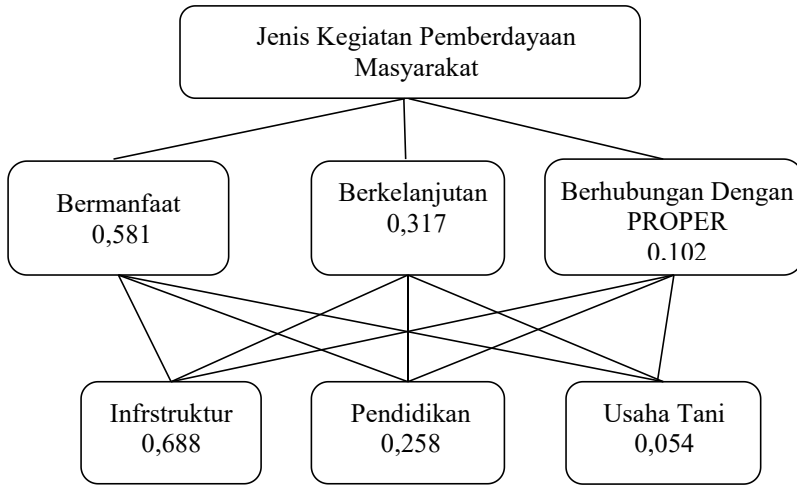 Jenis Kegiatan Pemberdayaan
Masyarakat
Bermanfaat
0,581
Berkelanjutan
0,317
Berhubungan Dengan
PROPER
0,102
Infrstruktur
0,688
Pendidikan
0,258
Usaha Tani
0,054